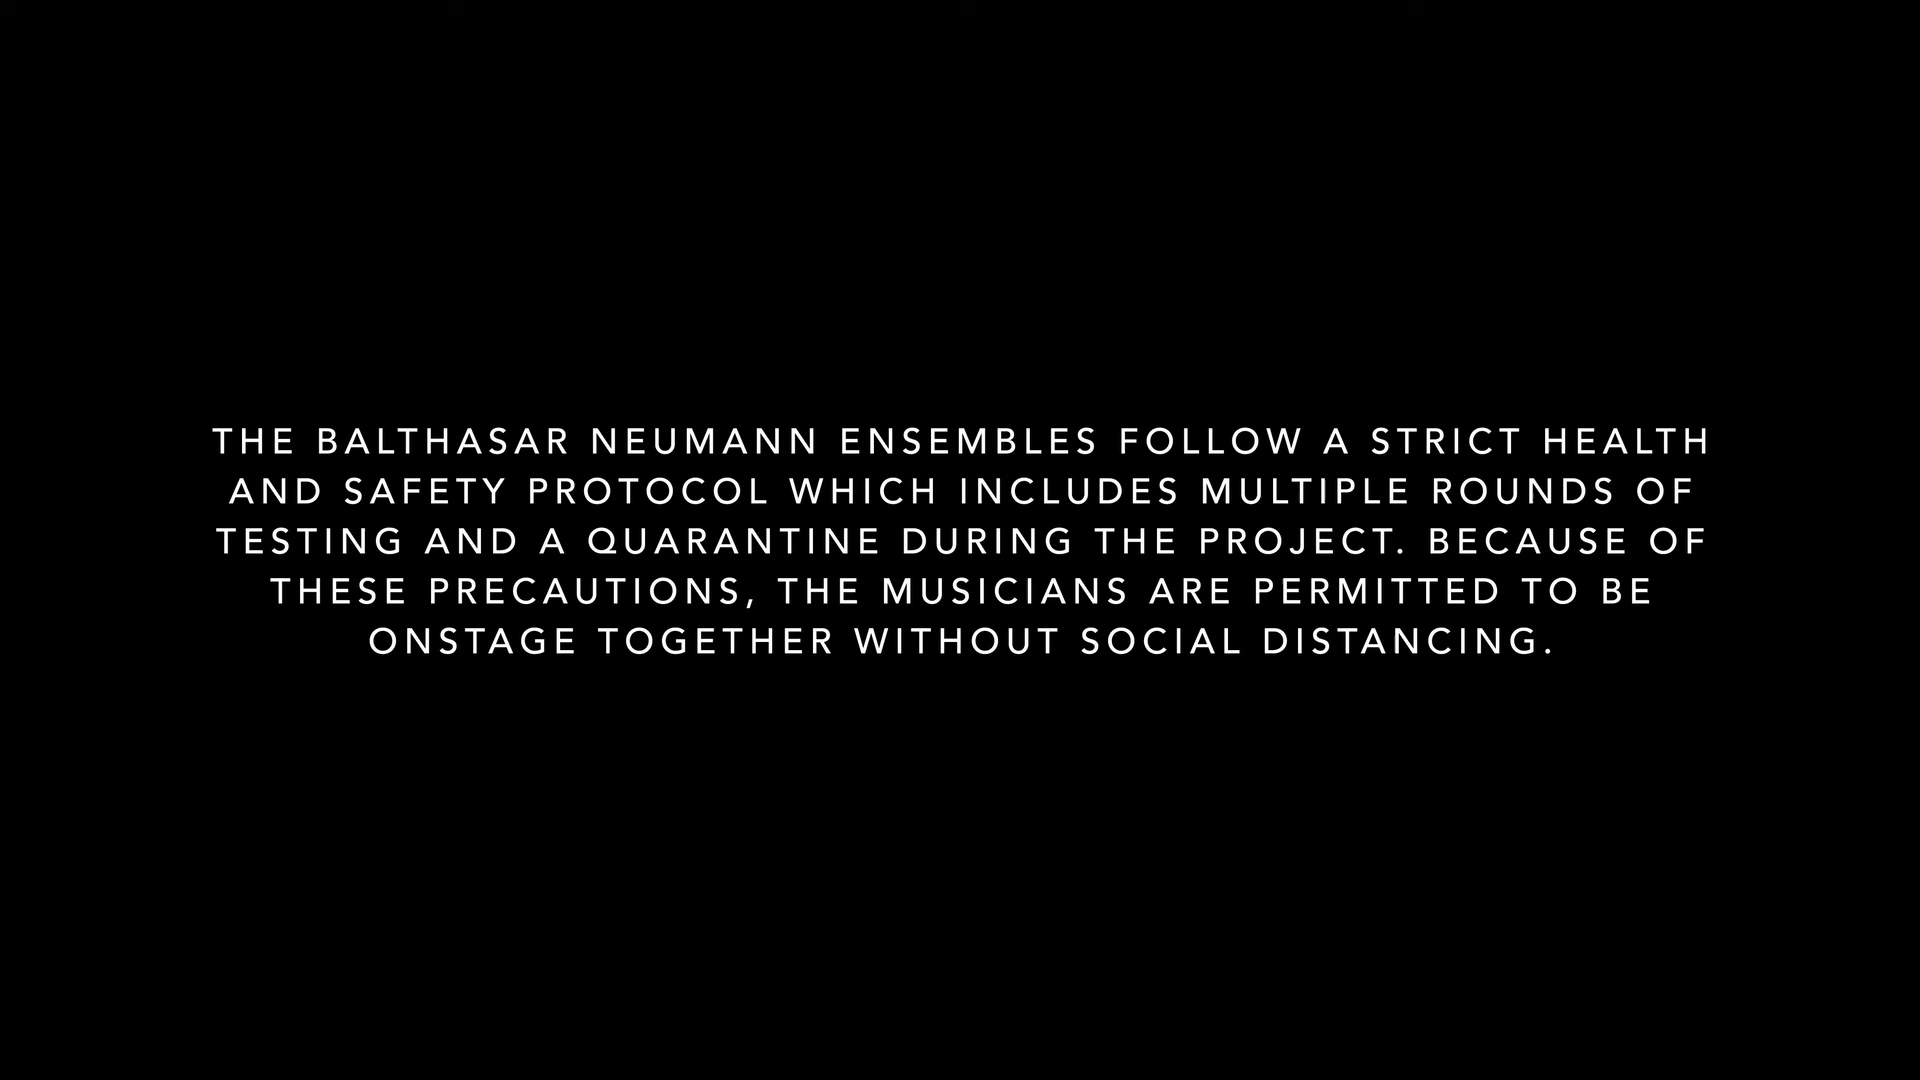 THE BALTHASAR NEUMANN ENSEMBLES FOLLOW A STRICT HEALTH
AND SAFETY PROTOCOL WHICH INCLUDES MULTIPLE ROUNDS OF
TESTING AND A QUARANTINE DURING THE PROJECT. BECAUSE OF
THESE PRECAUTIONS, THE MUSICIANS ARE PERMITTED TO BE
ONSTAGE TOGETHER WITHOUT SOCIAL DISTANCING.